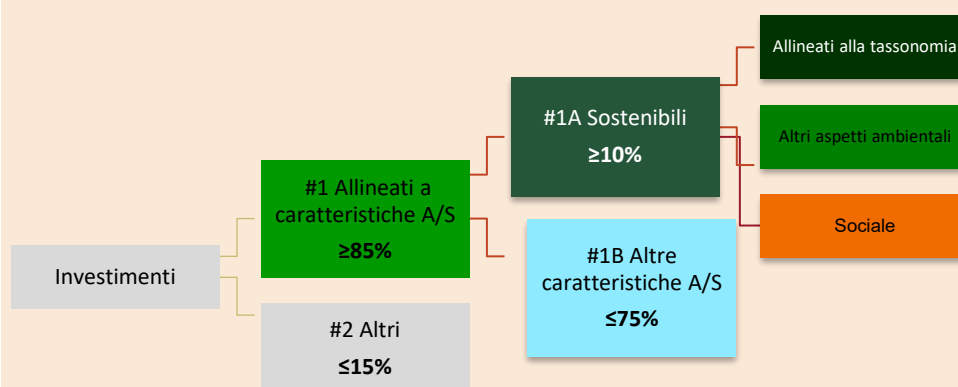 Investimenti
#1 Allineati a
caratteristiche A/S
≥85%
#2 Altri
≤15%
#1A Sostenibili
≥10%
#1B Altre
caratteristiche A/S
≤75%
Allineati alla tassonomia
Altri aspetti ambientali
Sociale